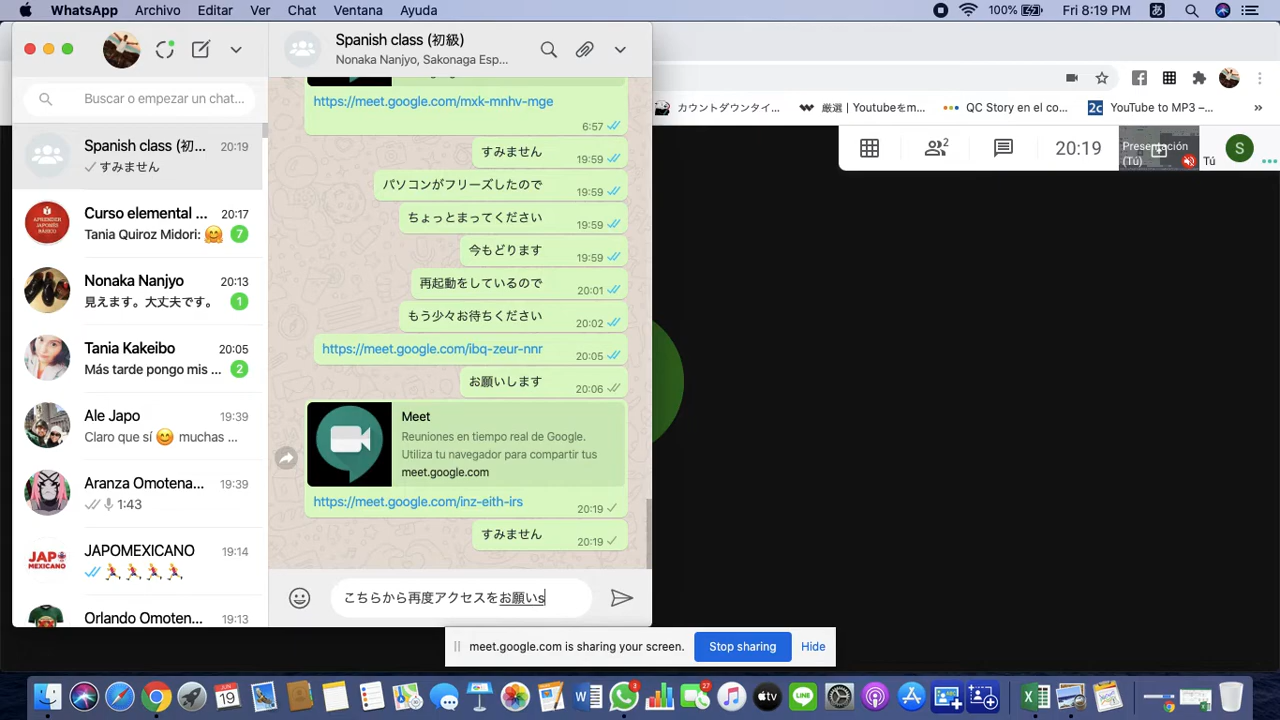 WhatsApp Archivo Editar Ver Chat Ventana Ayuda 100% Fri 8:19 PM あ
Buscar o empezar un chat...
Spanish class (初... 20:19
すみません
Curso elemental ... 20:17
Tania Quiroz Midori: 🤗 7
Nonaka Nanjyo 20:13
見えます。大丈夫です。 1
Tania Kakeibo 20:05
Más tarde pongo mis ... 2
Ale Japo 19:39
Claro que sí 😊 muchas ...
Aranza Omotena... 19:39
1:43
JAPOMEXICANO 19:14
🏃‍♀️🏃‍♀️🏃‍♀️🏃‍♀️
Orlando Omoten... 19:13
APRENDER JAPONÉS BÁSICO
JAP MEXICANO
Spanish class (初級)
Nonaka Nanjyo, Sakonaga Esp...
https://meet.google.com/mxk-mnhv-mge
6:57
すみません 19:59
パソコンがフリーズしたので 19:59
ちょっとまってください 19:59
今もどります 19:59
再起動をしているので 20:01
もう少々お待ちください 20:02
https://meet.google.com/ibq-zeur-nnr 20:05
お願いします 20:06
Meet
Reuniones en tiempo real de Google.
Utiliza tu navegador para compartir tus
meet.google.com
https://meet.google.com/inz-eith-irs
20:19
すみません 20:19
こちらから再度アクセスをお願いs
カウントダウンタイ... 厳選｜Youtubeをm... QC Story en el co... 2c YouTube to MP3 –... »
2 20:19 Presentación (Tú) Tú S
meet.google.com is sharing your screen. Stop sharing Hide
JUN 19
W 3 27 LINE tv X